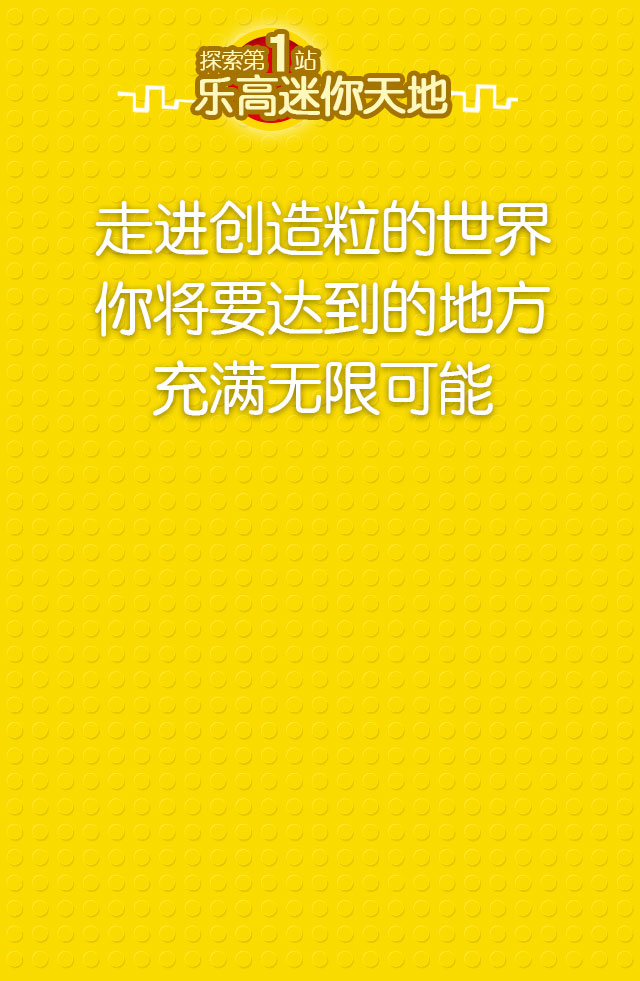 探索第1站
乐高迷你天地
走进创造粒的世界
你将要达到的地方
充满无限可能